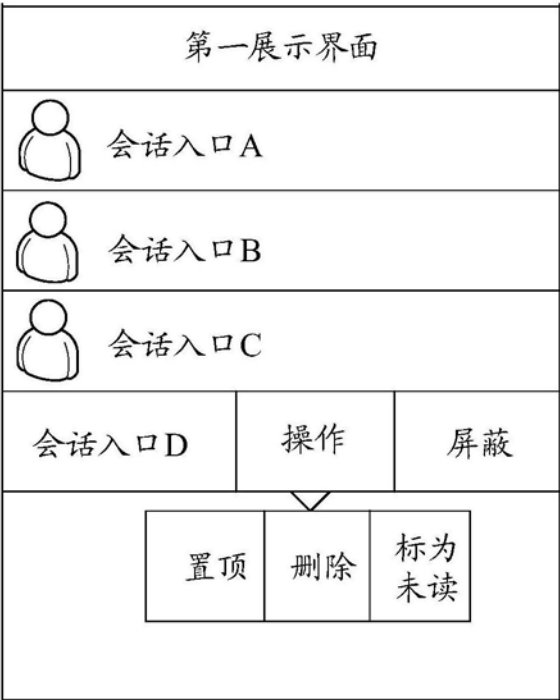 第一展示界面
会话入口A
会话入口B
会话入口C
会话入口D 操作 屏蔽
置顶 删除 标为
未读